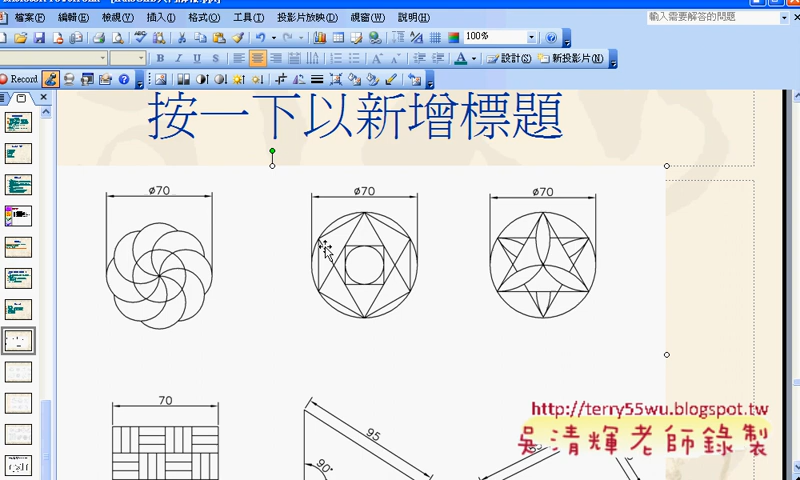 檔案(F) 編輯(E) 檢視(V) 插入(I) 格式(O) 工具(T) 投影片放映(D) 視窗(W) 說明(H) 輸入需要解答的問題
100%
B I U S A 設計(S) 新投影片(N)
Record
按一下以新增標題
ø70 ø70 ø70
70
95
90°
http://terry55wu.blogspot.tw
吳清輝老師錄製